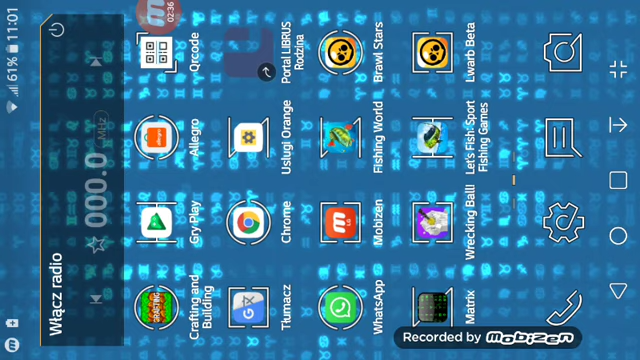 11:01
61%
02:36
Włącz radio
000.0 MHz
Crafting and
Building
Gry Play
Allegro
Qrcode
Tłumacz
Chrome
Usługi Orange
Portal LIBRUS
Rodzina
WhatsApp
Mobizen
Fishing World
Brawl Stars
Matrix
Wrecking Ball!
Let's Fish: Sport
Fishing Games
Lwarb Beta
Recorded by Mobizen